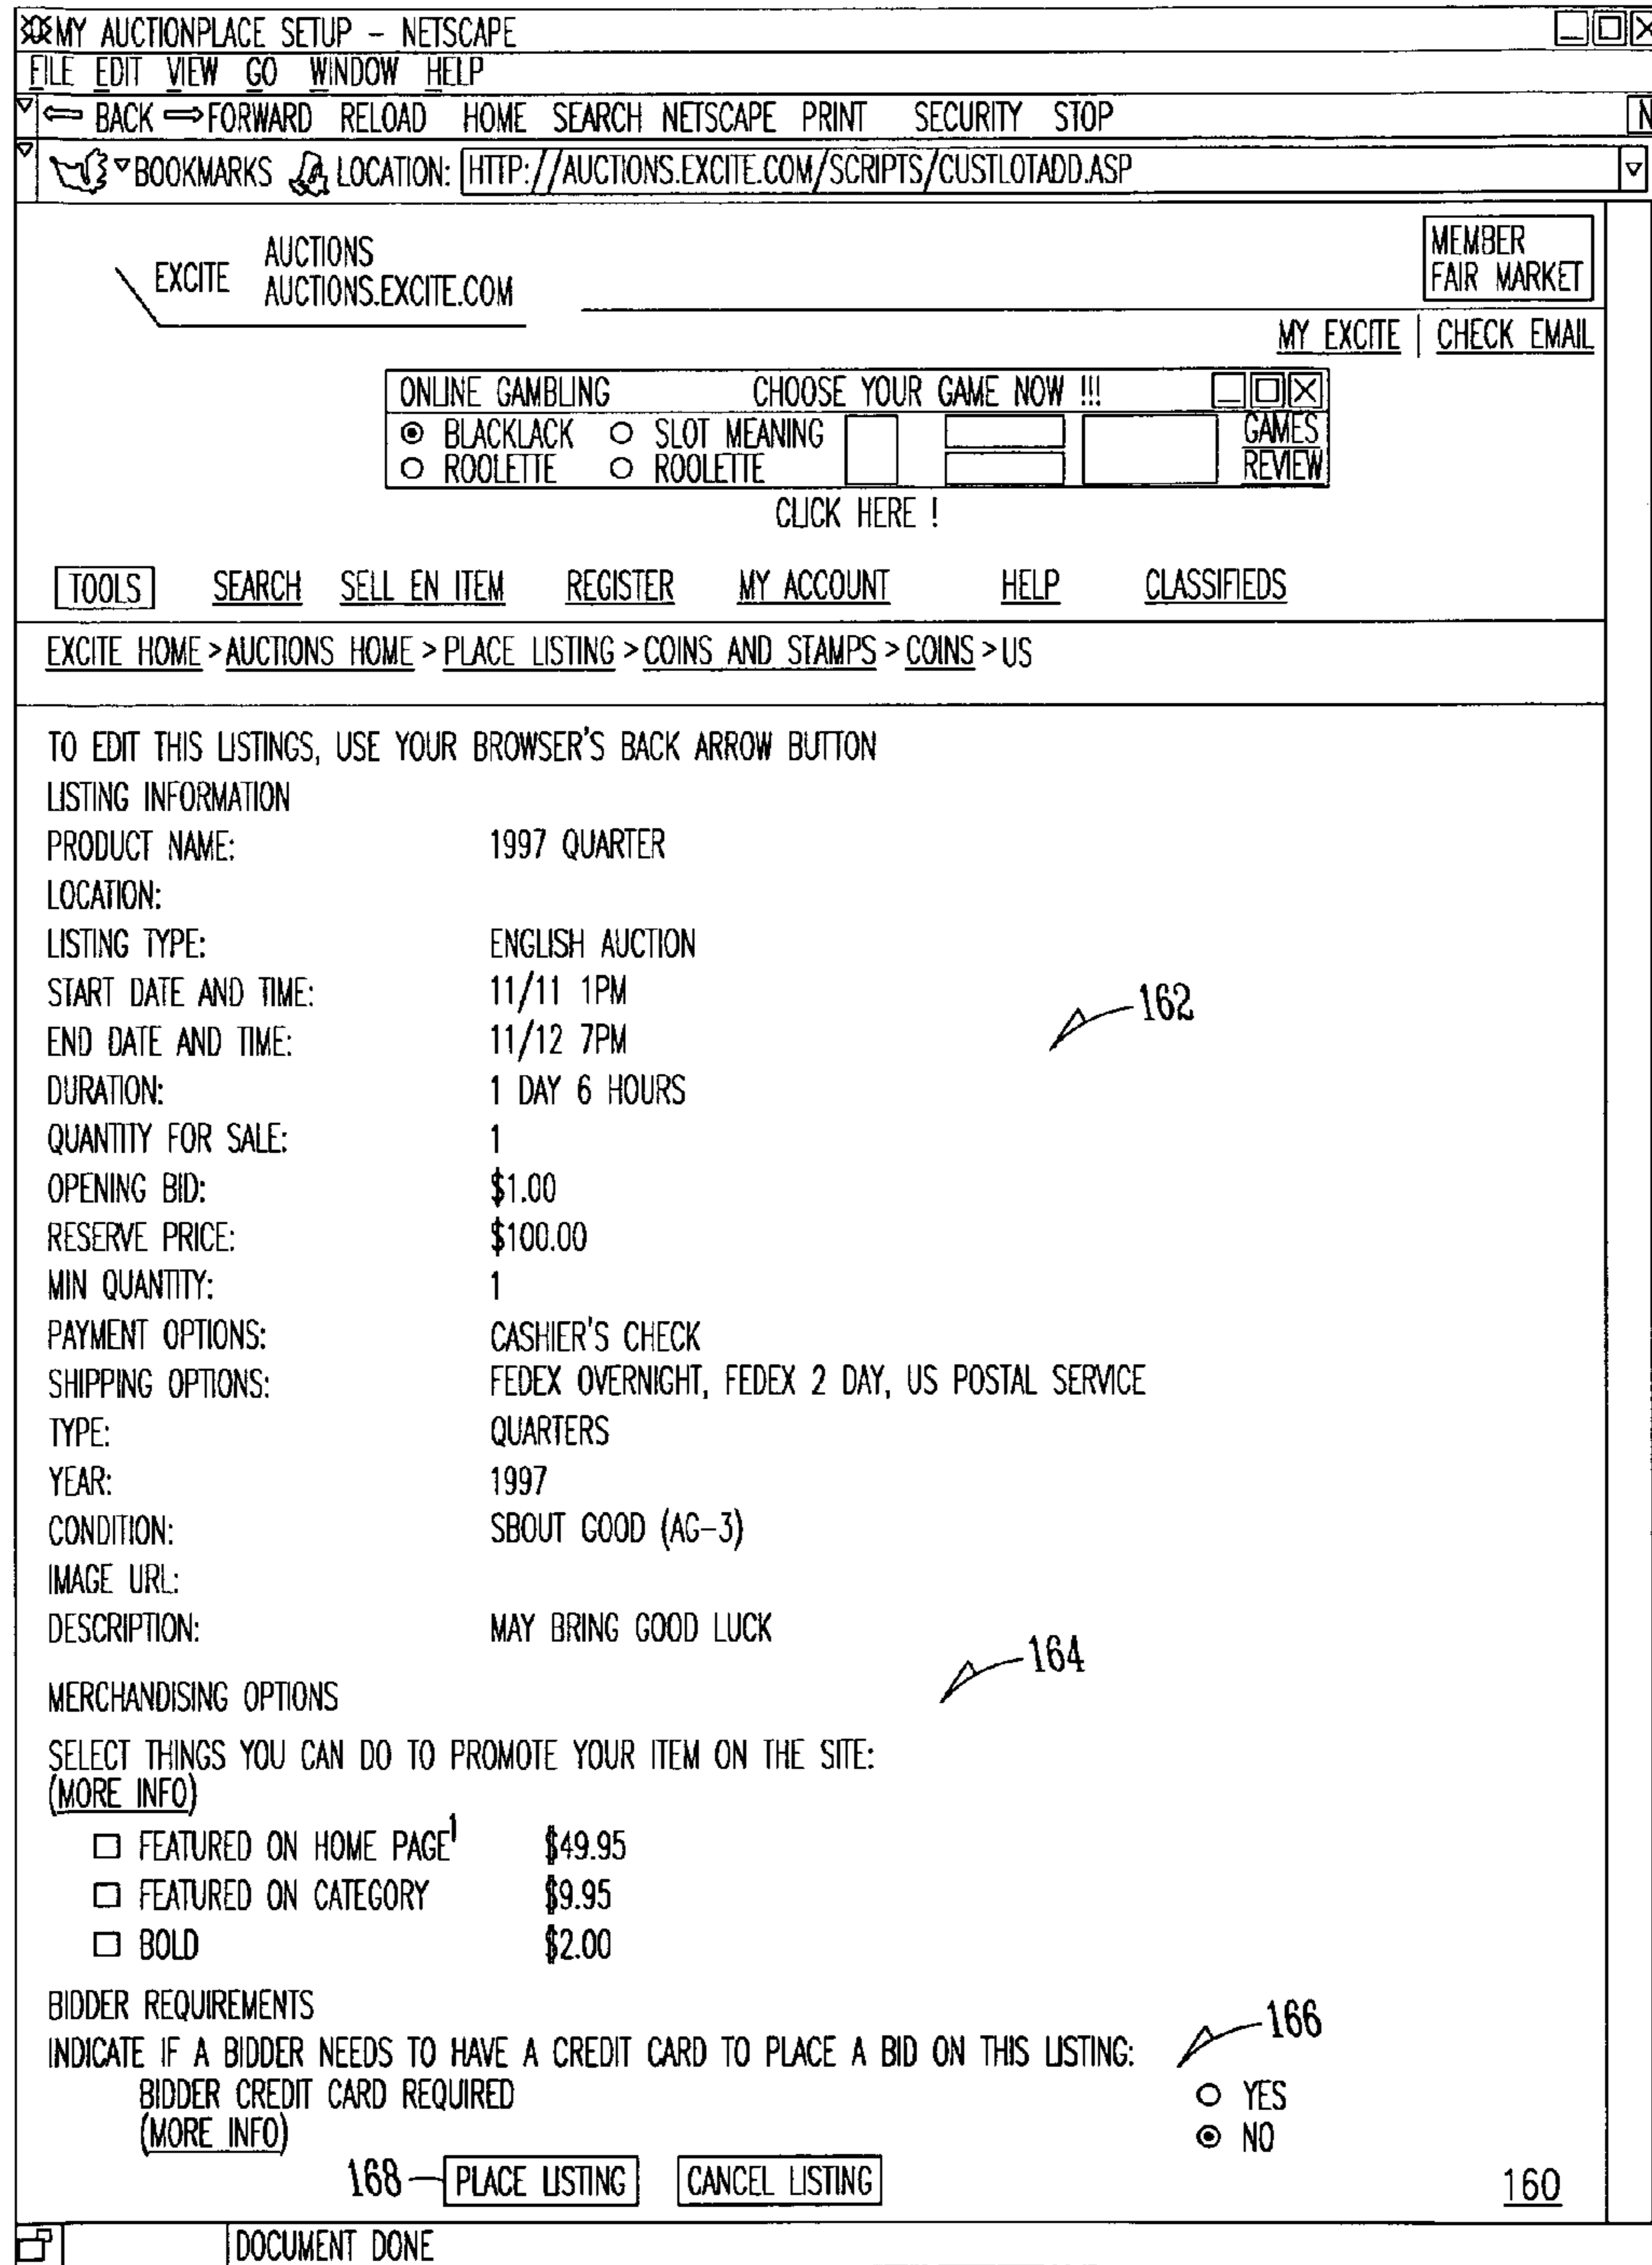 MY AUCTIONPLACE SETUP – NETSCAPE
FILE EDIT VIEW GO WINDOW HELP
BACK FORWARD RELOAD HOME SEARCH NETSCAPE PRINT SECURITY STOP N
BOOKMARKS LOCATION: HTTP://AUCTIONS.EXCITE.COM/SCRIPTS/CUSTLOTADD.ASP
EXCITE
AUCTIONS
AUCTIONS.EXCITE.COM
MEMBER
FAIR MARKET
MY EXCITE | CHECK EMAIL
ONLINE GAMBLING CHOOSE YOUR GAME NOW !!!
BLACKLACK SLOT MEANING GAMES
ROOLETTE ROOLETTE REVIEW
CLICK HERE !
TOOLS SEARCH SELL EN ITEM REGISTER MY ACCOUNT HELP CLASSIFIEDS
EXCITE HOME > AUCTIONS HOME > PLACE LISTING > COINS AND STAMPS > COINS > US
TO EDIT THIS LISTINGS, USE YOUR BROWSER'S BACK ARROW BUTTON
LISTING INFORMATION
PRODUCT NAME: 1997 QUARTER
LOCATION:
LISTING TYPE: ENGLISH AUCTION
START DATE AND TIME: 11/11 1PM
162
END DATE AND TIME: 11/12 7PM
DURATION: 1 DAY 6 HOURS
QUANTITY FOR SALE: 1
OPENING BID: $1.00
RESERVE PRICE: $100.00
MIN QUANTITY: 1
PAYMENT OPTIONS: CASHIER'S CHECK
SHIPPING OPTIONS: FEDEX OVERNIGHT, FEDEX 2 DAY, US POSTAL SERVICE
TYPE: QUARTERS
YEAR: 1997
CONDITION: SBOUT GOOD (AG–3)
IMAGE URL:
DESCRIPTION: MAY BRING GOOD LUCK
164
MERCHANDISING OPTIONS
SELECT THINGS YOU CAN DO TO PROMOTE YOUR ITEM ON THE SITE:
(MORE INFO)
FEATURED ON HOME PAGE¹ $49.95
FEATURED ON CATEGORY $9.95
BOLD $2.00
BIDDER REQUIREMENTS
166
INDICATE IF A BIDDER NEEDS TO HAVE A CREDIT CARD TO PLACE A BID ON THIS LISTING:
BIDDER CREDIT CARD REQUIRED YES
(MORE INFO) NO
168 PLACE LISTING CANCEL LISTING 160
DOCUMENT DONE